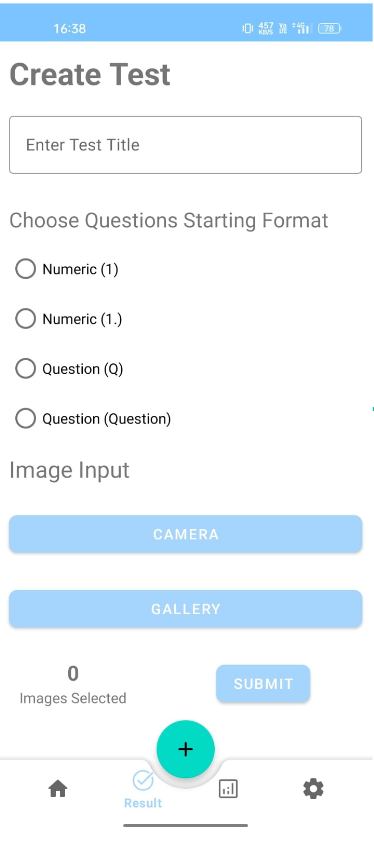 16:38
457
KB/S
4G
78
Create Test
Enter Test Title
Choose Questions Starting Format
Numeric (1)
Numeric (1.)
Question (Q)
Question (Question)
Image Input
CAMERA
GALLERY
0
Images Selected
SUBMIT
+
Result